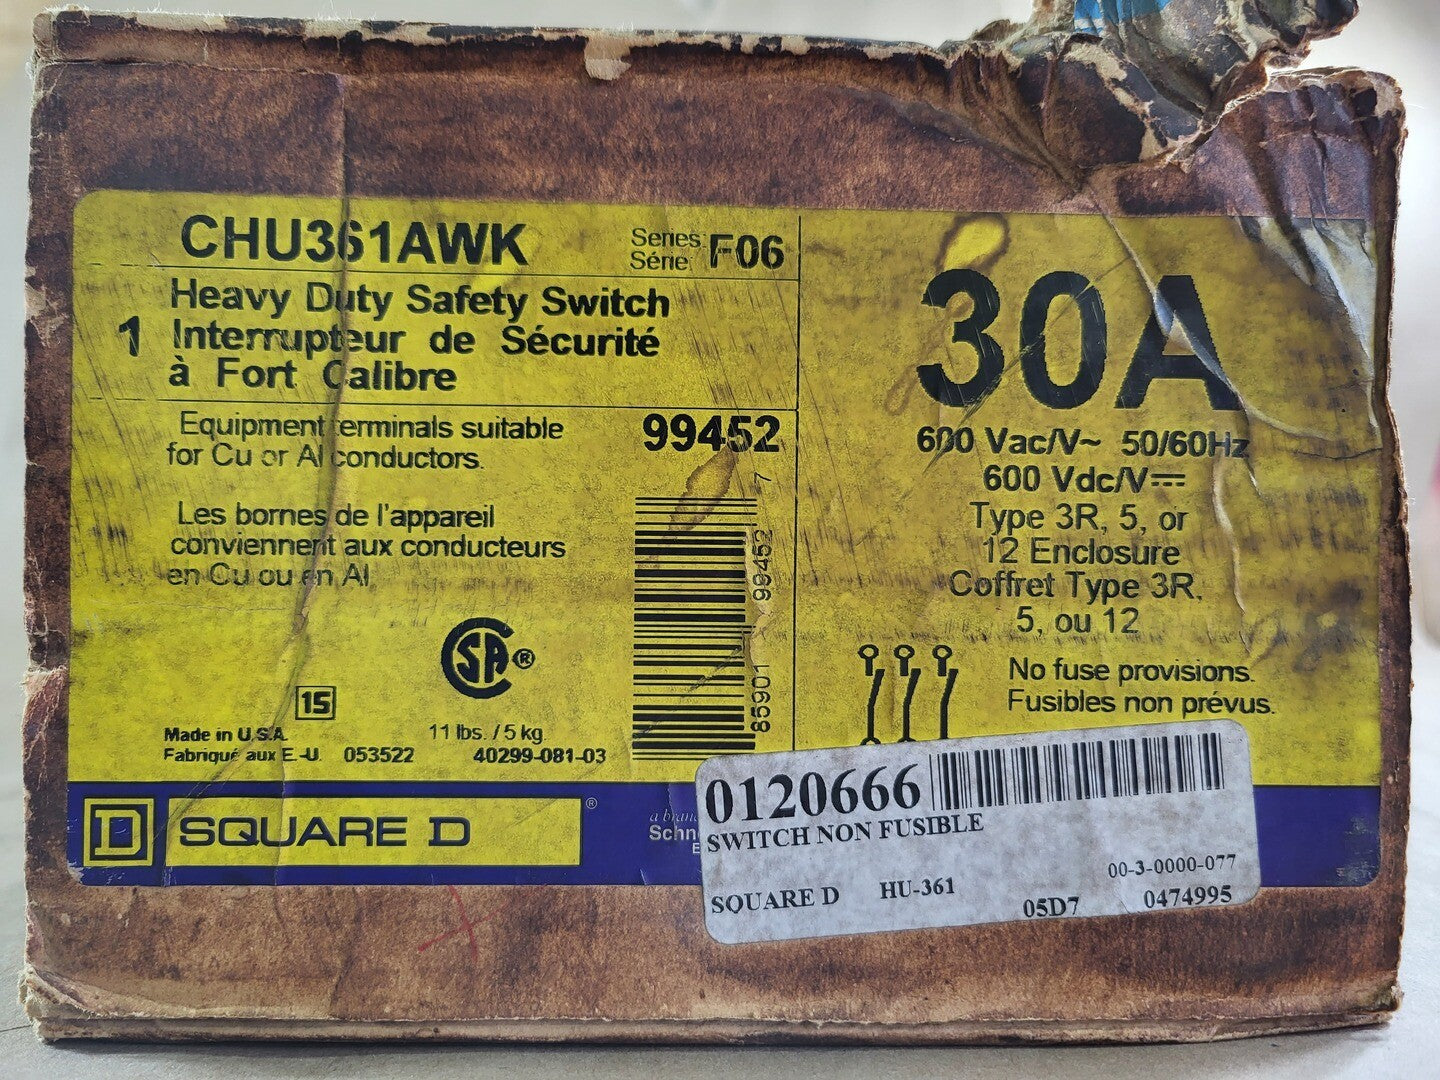 CHU361AWK
Series:
Série:
F06
1
Heavy Duty Safety Switch
Interrupteur de Sécurité
à Fort Calibre
Equipment terminals suitable
for Cu or Al conductors.
Les bornes de l'appareil
conviennent aux conducteurs
en Cu ou en Al.
99452
85901 99452 7
SA®
15
Made in U.S.A.
Fabriqué aux E.-U. 053522
11 lbs. / 5 kg.
40299-081-03
30A
600 Vac/V~ 50/60Hz
600 Vdc/V⎓
Type 3R, 5, or
12 Enclosure
Coffret Type 3R,
5, ou 12
No fuse provisions.
Fusibles non prévus.
D SQUARE D ®
a
0120666
SWITCH NON FUSIBLE
00-3-0000-077
SQUARE D HU-361
05D7 0474995